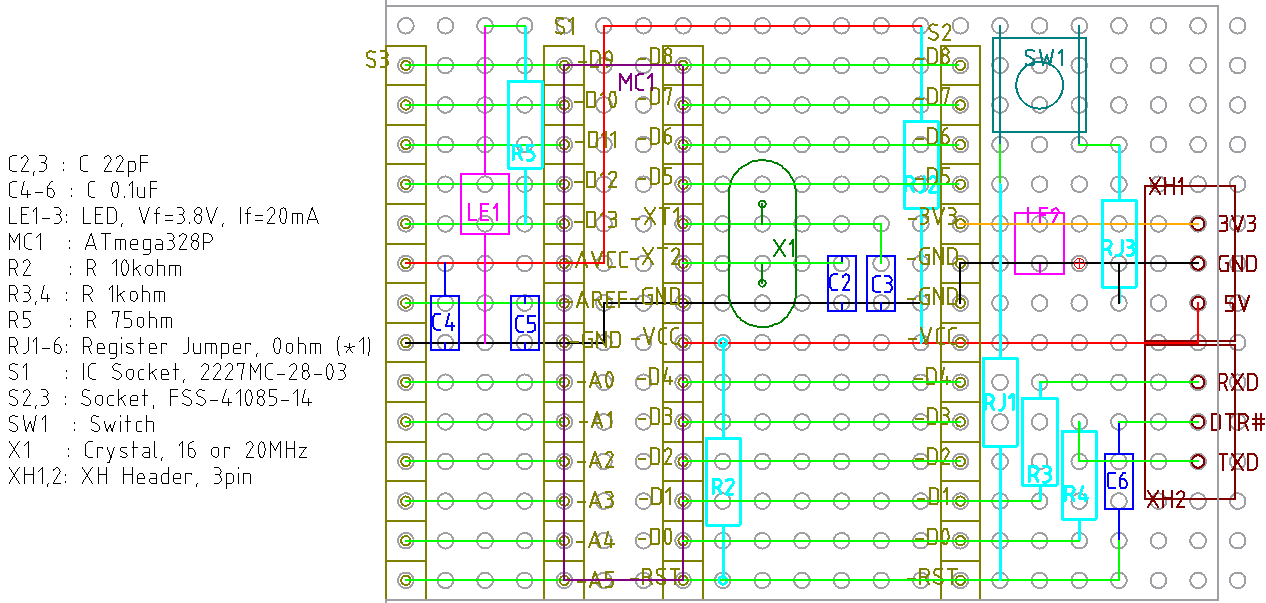 C2,3 : C 22pF
C4-6 : C 0.1uF
LE1-3: LED, Vf=3.8V, If=20mA
MC1 : ATmega328P
R2 : R 10kohm
R3,4 : R 1kohm
R5 : R 75ohm
RJ1-6: Register Jumper, 0ohm (*1)
S1 : IC Socket, 2227MC-28-03
S2,3 : Socket, FSS-41085-14
SW1 : Switch
X1 : Crystal, 16 or 20MHz
XH1,2: XH Header, 3pin
S1 S2
S3 -D9 -D8 -D8 SW1
MC1
-D10 -D7 -D7
-D11 -D6 -D6
R5
-D12 -D5 -D5
RJ2 XH1
LE1
-D13 -XT1 -3V3 3V3
X1 RJ3
AVCC -XT2 -GND GND
C2 C3
-AREF -GND -GND 5V
C4 C5
-GND -VCC -VCC
-A0 -D4 -D4 RXD
RJ1
-A1 -D3 -D3 DTR#
-A2 -D2 -D2 TXD
R2 R3 R4 C6
-A3 -D1 -D1 XH2
-A4 -D0 -D0
-A5 -RST -RST